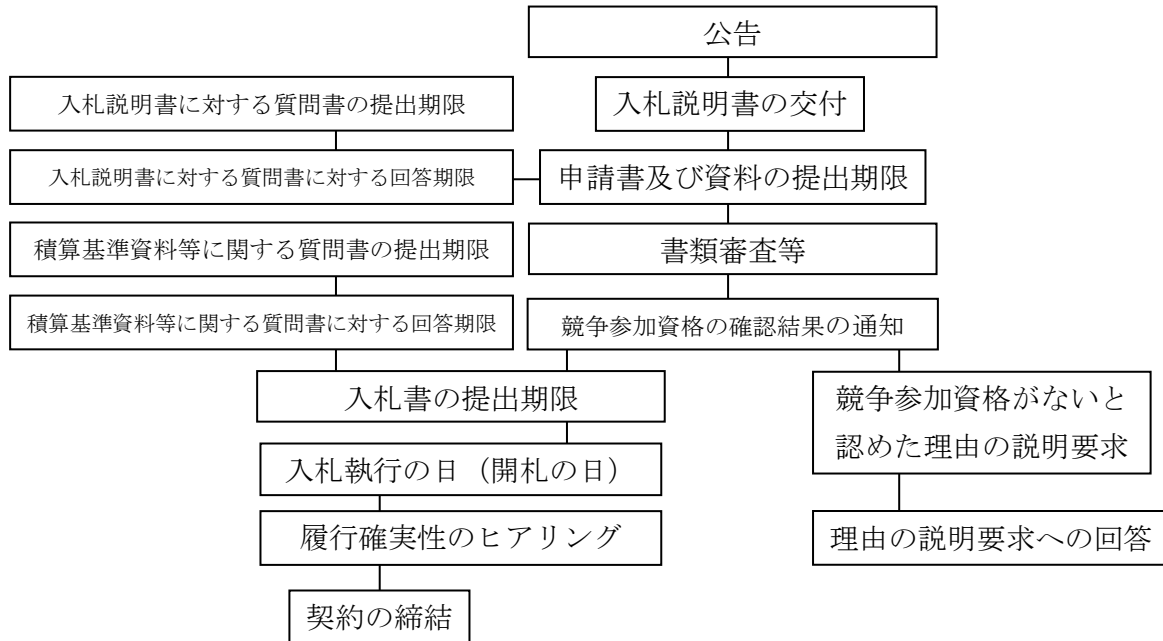 公告
入札説明書に対する質問書の提出期限
入札説明書の交付
入札説明書に対する質問書に対する回答期限
申請書及び資料の提出期限
積算基準資料等に関する質問書の提出期限
書類審査等
積算基準資料等に関する質問書に対する回答期限
競争参加資格の確認結果の通知
入札書の提出期限
競争参加資格がないと
認めた理由の説明要求
入札執行の日（開札の日）
履行確実性のヒアリング
理由の説明要求への回答
契約の締結